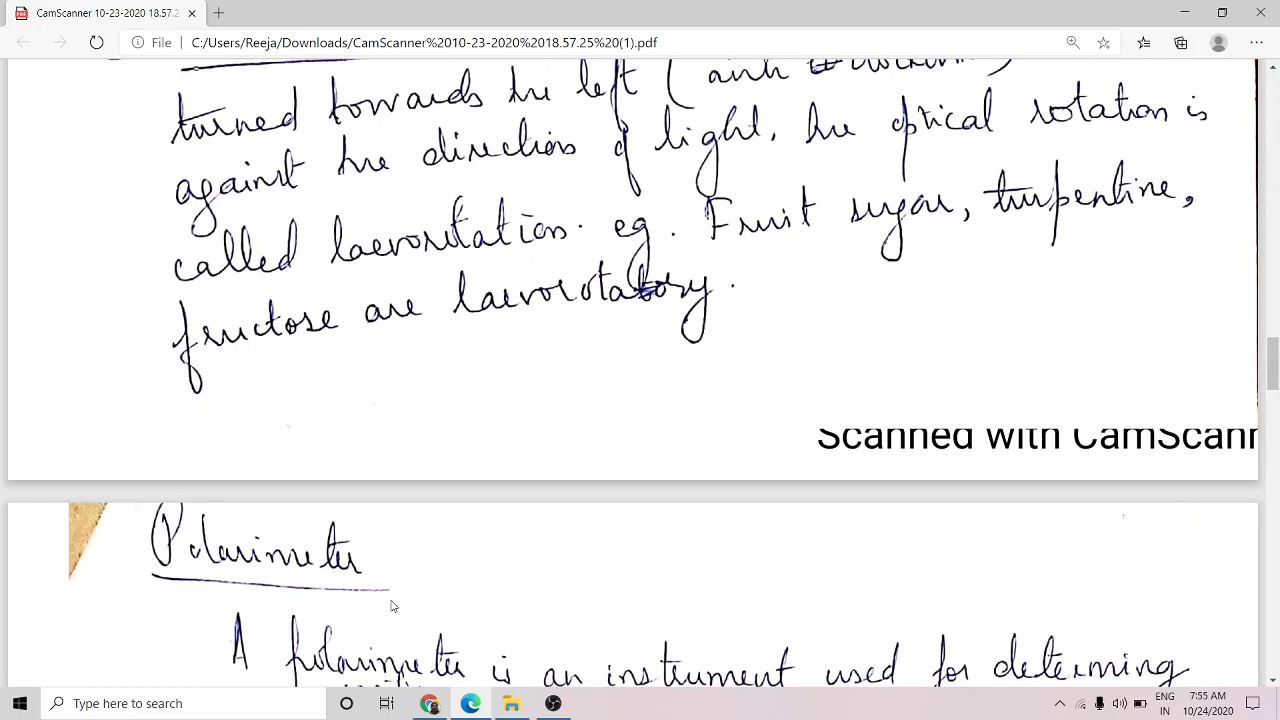 CamScanner 10-23-2020 18.57.2
File C:/Users/Reeja/Downloads/CamScanner%2010-23-2020%2018.57.25%20(1).pdf
turned towards the left (anti
against the direction of light, the optical rotation is
called laevorotation. eg. Fruit sugar, turpentine,
fructose are laevorotatory.
Scanned with CamScann
Polarimeter
A polarimeter is an instrument used for determing
Type here to search
ENG
IN
7:55 AM
10/24/2020